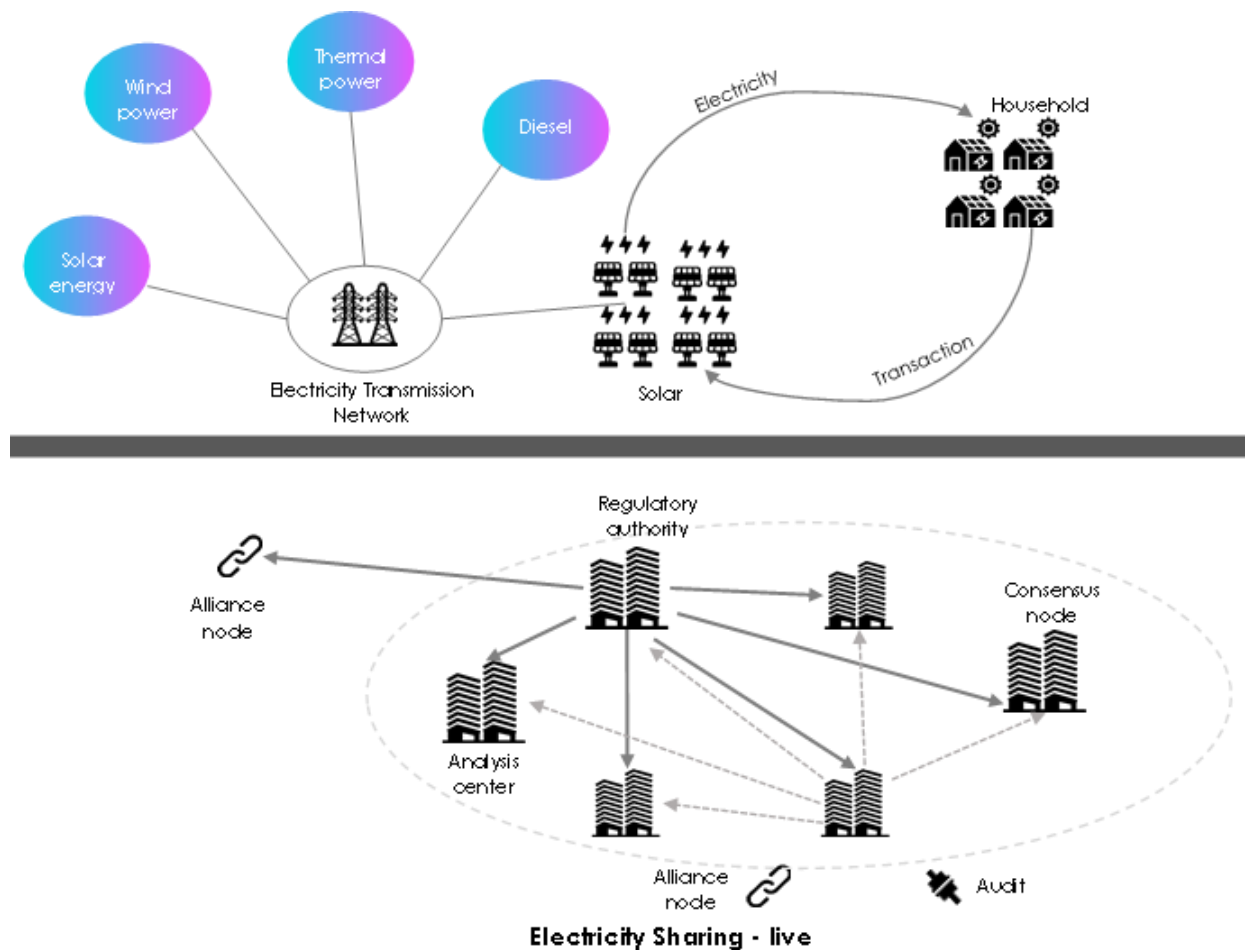 Thermal
power
Wind
power
Diesel
Solar
energy
Electricity
Household
Electricity Transmission
Network
Solar
Transaction
Regulatory
authority
Alliance
node
Consensus
node
Analysis
center
Alliance
node
Audit
Electricity Sharing - live